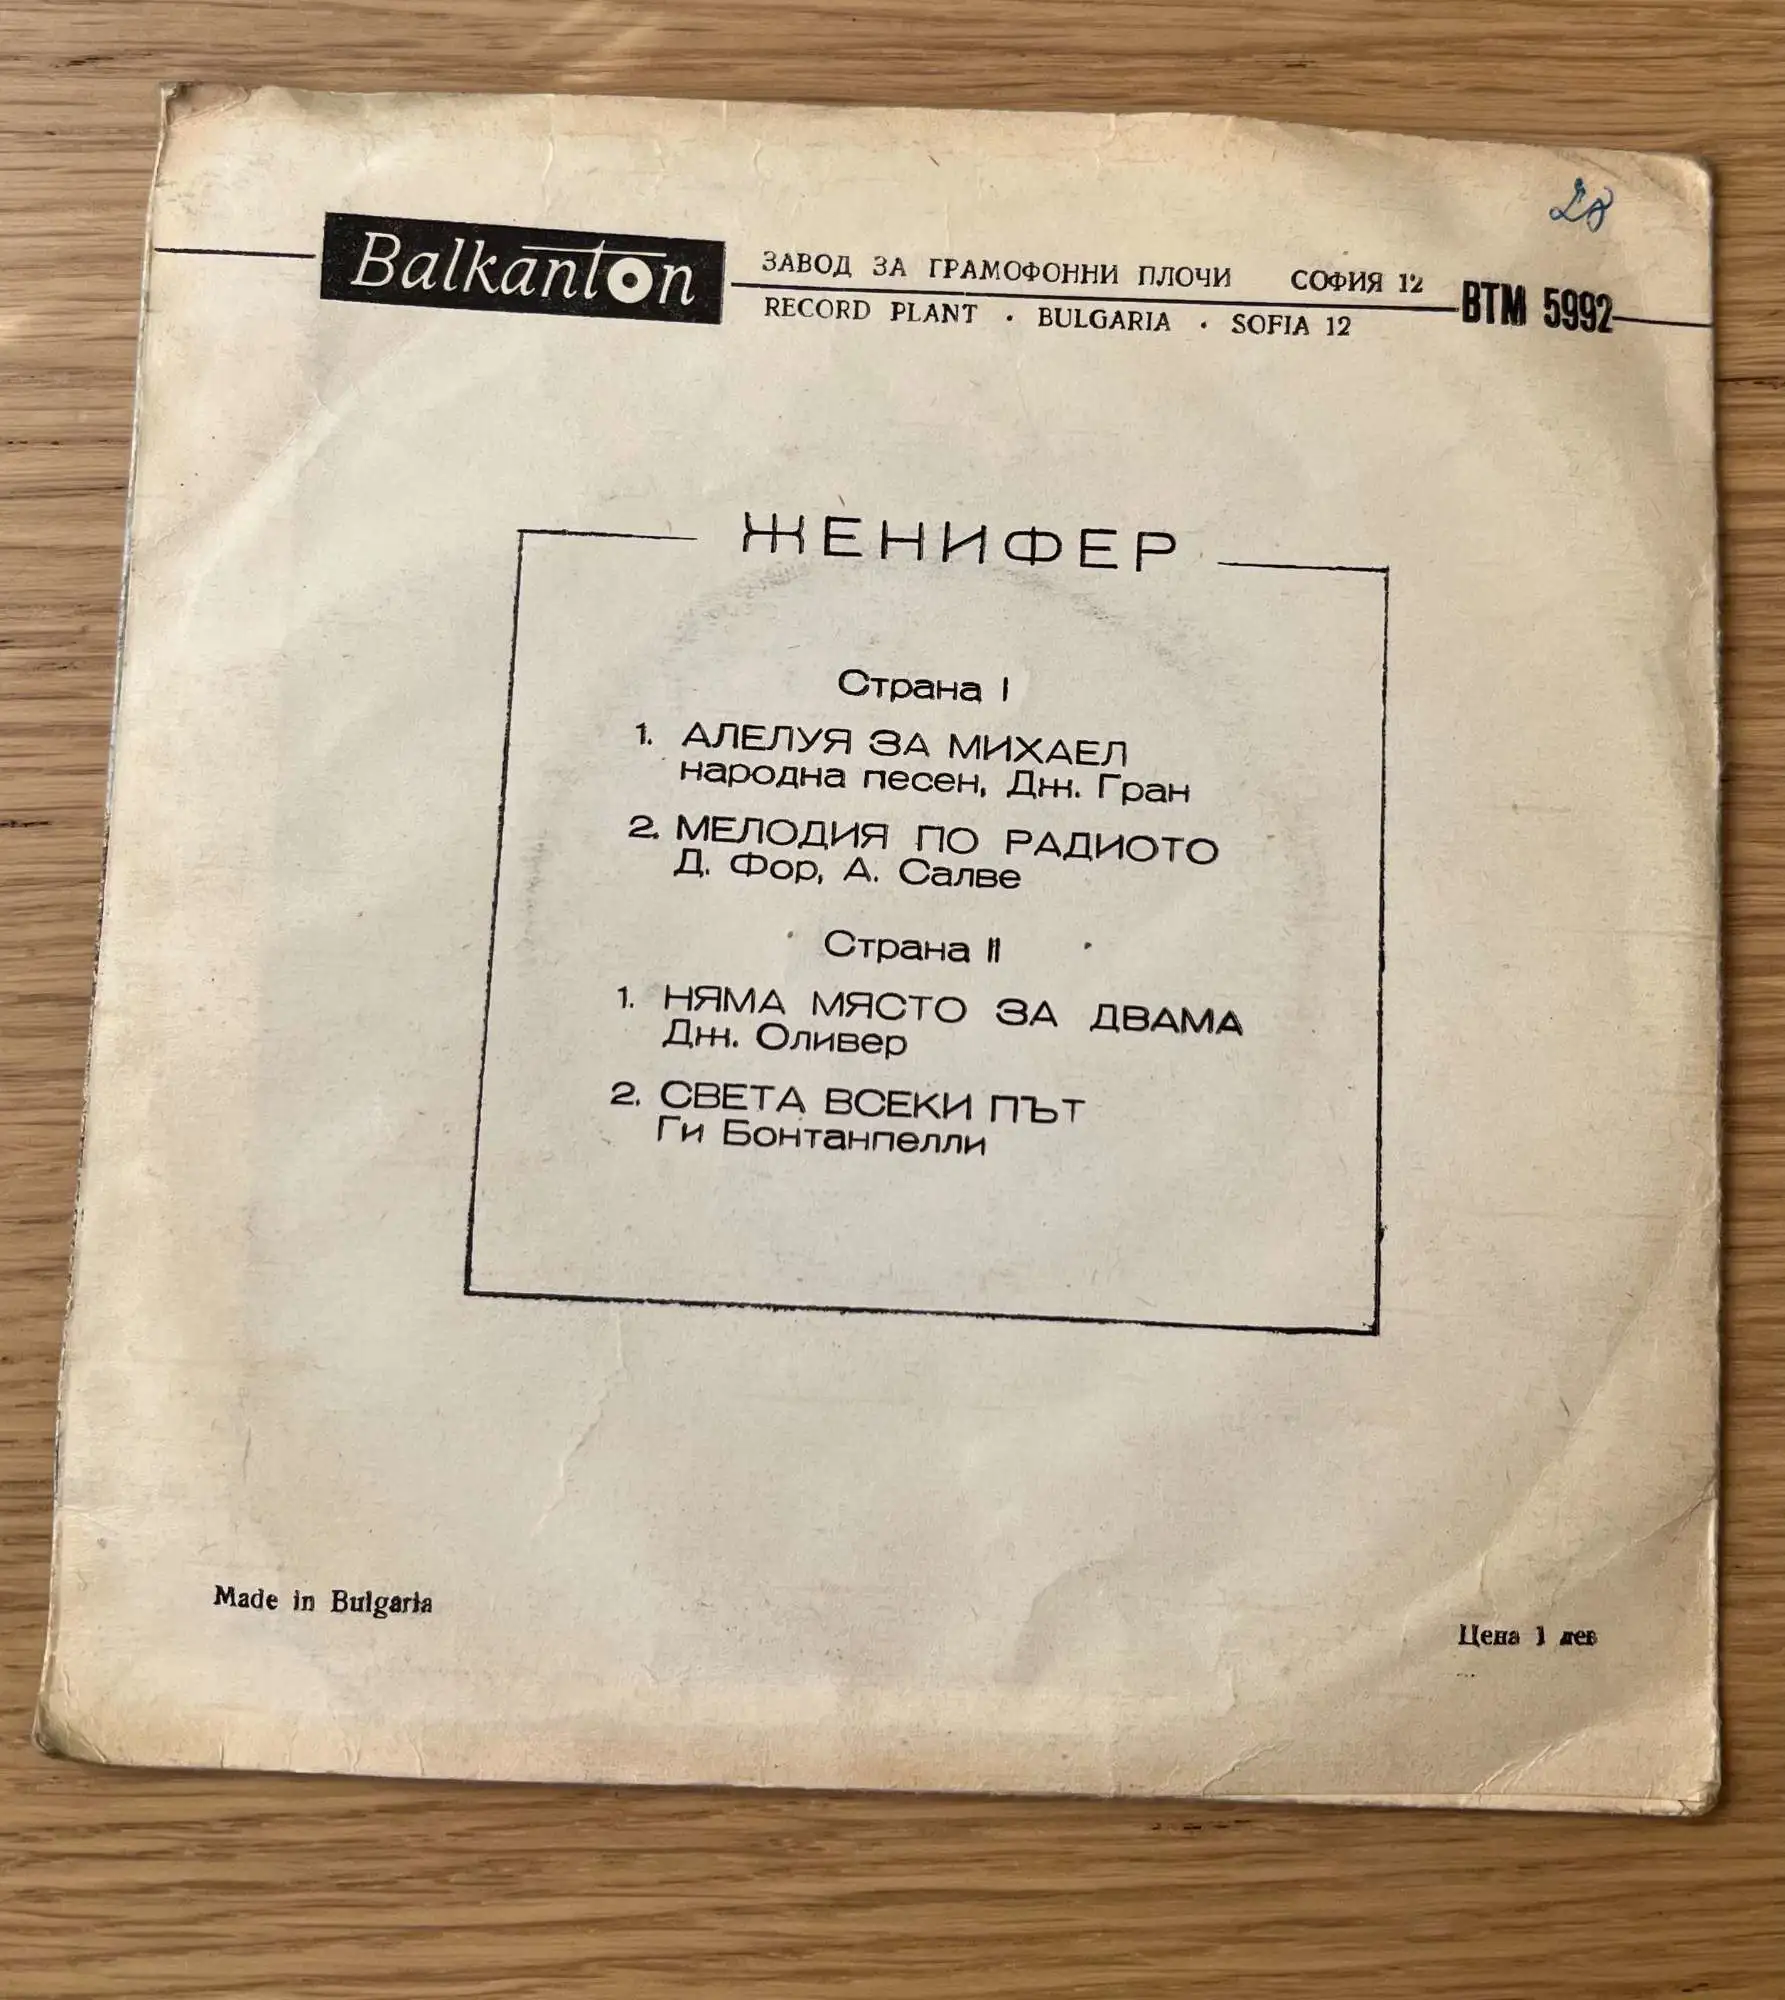 28
Balkanton
ЗАВОД ЗА ГРАМОФОННИ ПЛОЧИ СОФИЯ 12
RECORD PLANT · BULGARIA · SOFIA 12
ВТМ 5992
ЖЕНИФЕР
Страна I
1. АЛЕЛУЯ ЗА МИХАЕЛ
народна песен, Дж. Гран
2. МЕЛОДИЯ ПО РАДИОТО
Д. Фор, А. Салве
Страна II
1. НЯМА МЯСТО ЗА ДВАМА
Дж. Оливер
2. СВЕТА ВСЕКИ ПЪТ
Ги Бонтанпелли
Made in Bulgaria
Цена 1 лев